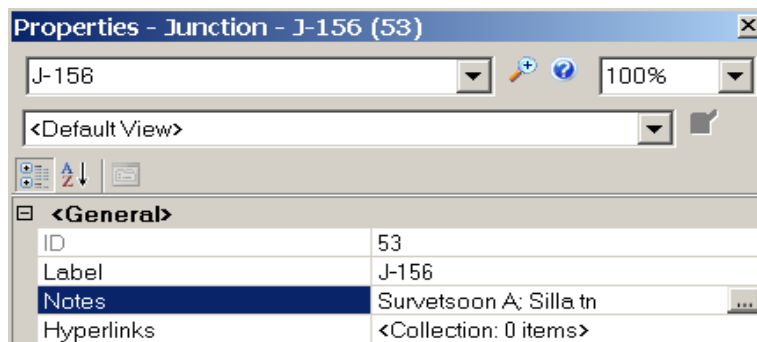 Properties - Junction - J-156 (53)
J-156 100%
<Default View>
<General>
ID 53
Label J-156
Notes Survetsoon A; Silla tn ...
Hyperlinks <Collection: 0 items>